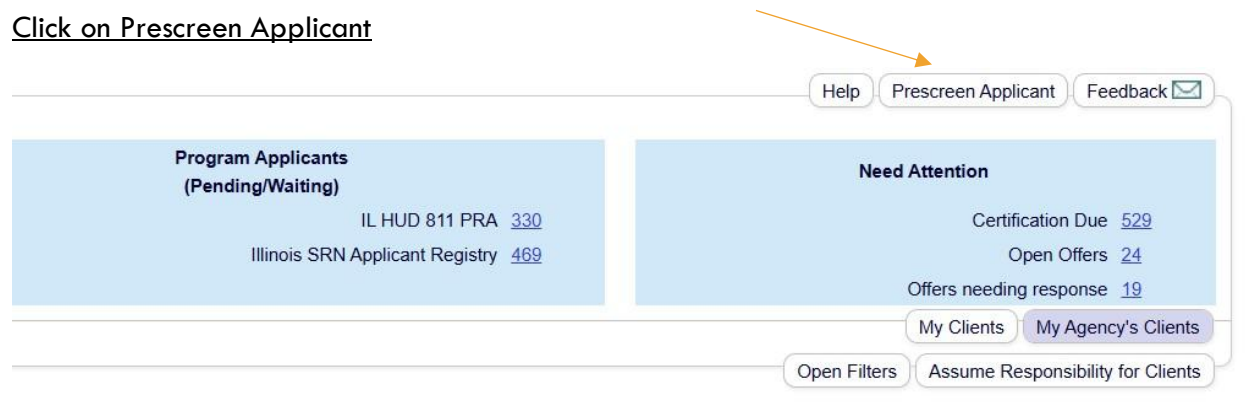 Click on Prescreen Applicant
Help Prescreen Applicant Feedback
Program Applicants
(Pending/Waiting)
IL HUD 811 PRA 330
Illinois SRN Applicant Registry 469
Need Attention
Certification Due 529
Open Offers 24
Offers needing response 19
My Clients My Agency's Clients
Open Filters Assume Responsibility for Clients